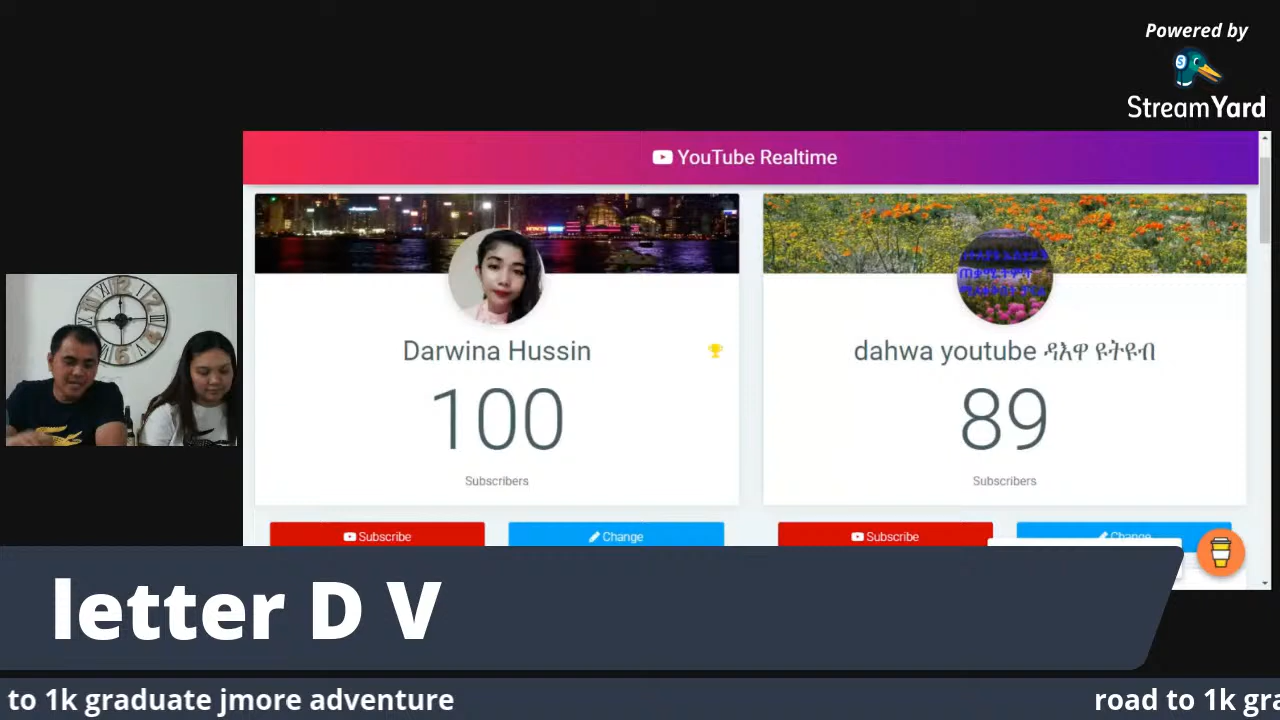 Powered by
StreamYard
YouTube Realtime
Darwina Hussin
100
Subscribers
Subscribe
Change
dahwa youtube ዳእዋ ዩትዩብ
89
Subscribers
Subscribe
Change
letter D V
to 1k graduate jmore adventure
road to 1k gra